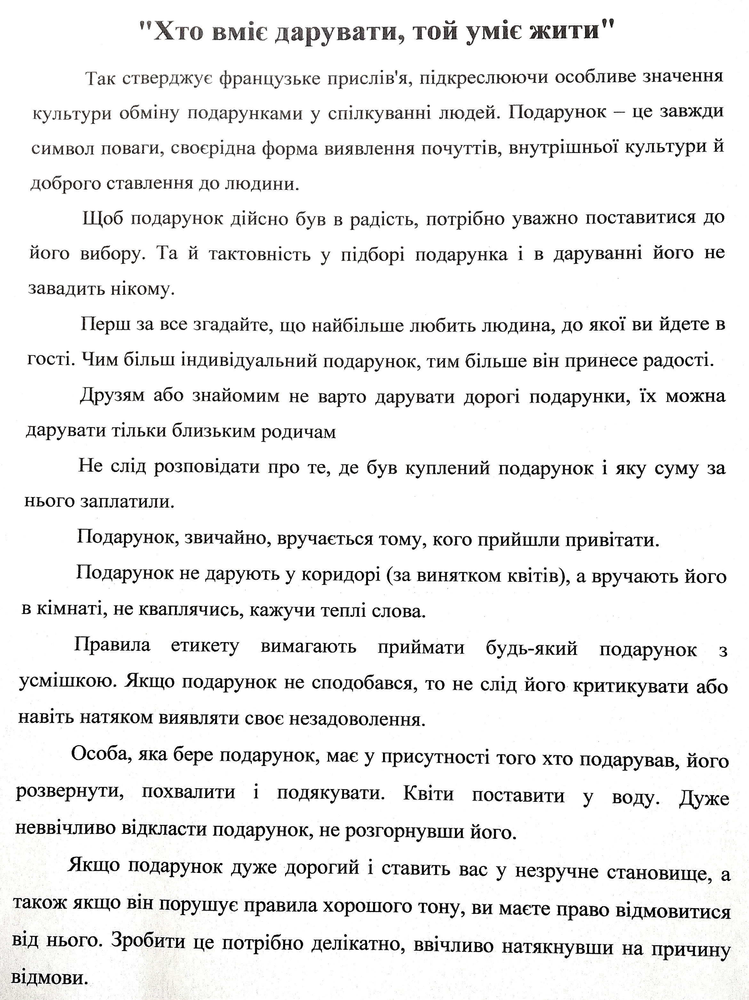 "Хто вміє дарувати, той уміє жити"
Так стверджує французьке прислів'я, підкреслюючи особливе значення
культури обміну подарунками у спілкуванні людей. Подарунок – це завжди
символ поваги, своєрідна форма виявлення почуттів, внутрішньої культури й
доброго ставлення до людини.
Щоб подарунок дійсно був в радість, потрібно уважно поставитися до
його вибору. Та й тактовність у підборі подарунка і в даруванні його не
завадить нікому.
Перш за все згадайте, що найбільше любить людина, до якої ви йдете в
гості. Чим більш індивідуальний подарунок, тим більше він принесе радості.
Друзям або знайомим не варто дарувати дорогі подарунки, їх можна
дарувати тільки близьким родичам
Не слід розповідати про те, де був куплений подарунок і яку суму за
нього заплатили.
Подарунок, звичайно, вручається тому, кого прийшли привітати.
Подарунок не дарують у коридорі (за винятком квітів), а вручають його
в кімнаті, не кваплячись, кажучи теплі слова.
Правила етикету вимагають приймати будь-який подарунок з
усмішкою. Якщо подарунок не сподобався, то не слід його критикувати або
навіть натяком виявляти своє незадоволення.
Особа, яка бере подарунок, має у присутності того хто подарував, його
розвернути, похвалити і подякувати. Квіти поставити у воду. Дуже
неввічливо відкласти подарунок, не розгорнувши його.
Якщо подарунок дуже дорогий і ставить вас у незручне становище, а
також якщо він порушує правила хорошого тону, ви маєте право відмовитися
від нього. Зробити це потрібно делікатно, ввічливо натякнувши на причину
відмови.